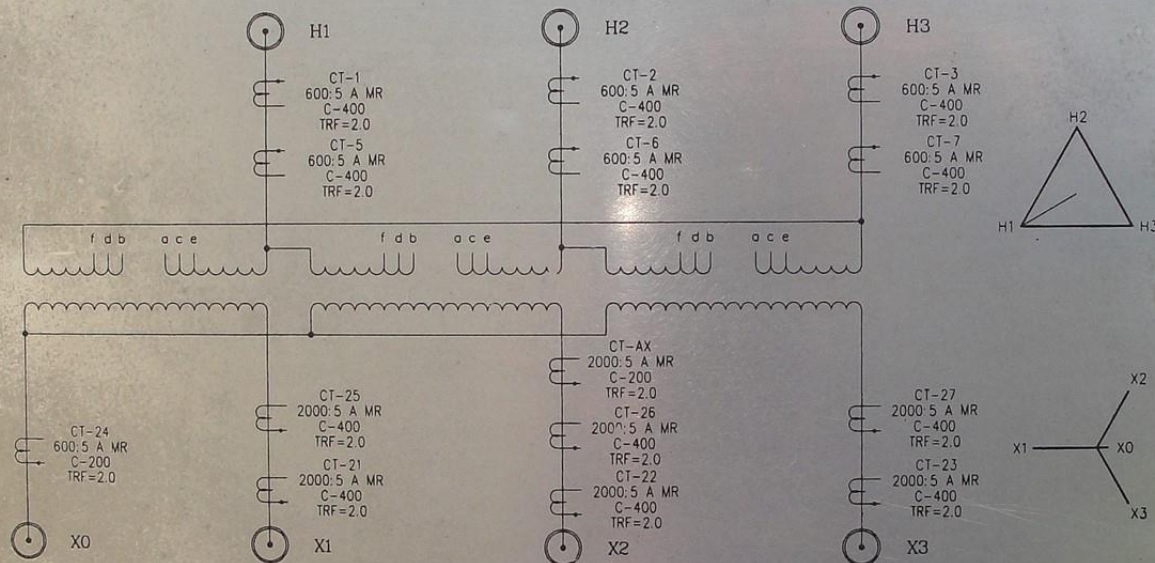 H1
H2
H3
CT-1
600:5 A MR
C-400
TRF=2.0
CT-5
600:5 A MR
C-400
TRF=2.0
CT-2
600:5 A MR
C-400
TRF=2.0
CT-6
600:5 A MR
C-400
TRF=2.0
CT-3
600:5 A MR
C-400
TRF=2.0
CT-7
600:5 A MR
C-400
TRF=2.0
H2
H1
H3
f d b
a c e
f d b
a c e
f d b
a c e
CT-24
600:5 A MR
C-200
TRF=2.0
CT-25
2000:5 A MR
C-400
TRF=2.0
CT-21
2000:5 A MR
C-400
TRF=2.0
CT-AX
2000:5 A MR
C-200
TRF=2.0
CT-26
A MR
C-400
TRF=2.0
CT-22
2000:5 A MR
C-400
TRF=2.0
CT-27
2000:5 A MR
C-400
TRF=2.0
CT-23
2000:5 A MR
C-400
TRF=2.0
X2
X1
X0
X3
X0
X1
X2
X3